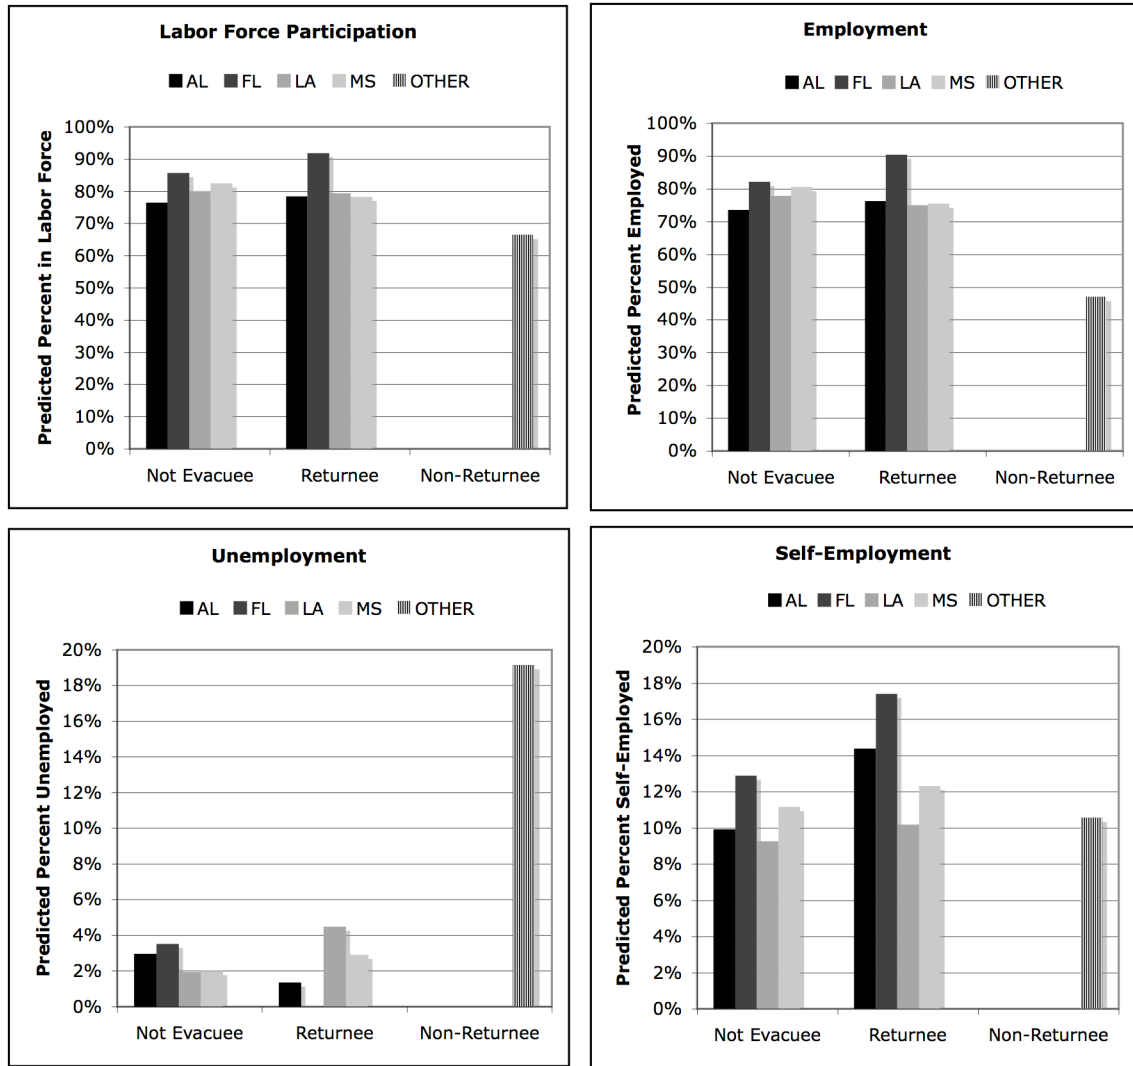 Labor Force Participation
AL FL LA MS OTHER
Predicted Percent in Labor Force
100%
90%
80%
70%
60%
50%
40%
30%
20%
10%
0%
Not Evacuee Returnee Non-Returnee
Employment
AL FL LA MS OTHER
Predicted Percent Employed
100%
90%
80%
70%
60%
50%
40%
30%
20%
10%
0%
Not Evacuee Returnee Non-Returnee
Unemployment
AL FL LA MS OTHER
Predicted Percent Unemployed
20%
18%
16%
14%
12%
10%
8%
6%
4%
2%
0%
Not Evacuee Returnee Non-Returnee
Self-Employment
AL FL LA MS OTHER
Predicted Percent Self-Employed
20%
18%
16%
14%
12%
10%
8%
6%
4%
2%
0%
Not Evacuee Returnee Non-Returnee